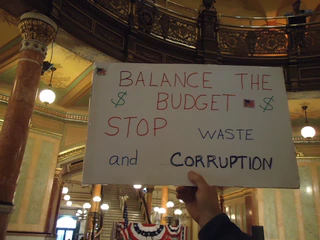 BALANCE THE
$ BUDGET $
STOP WASTE
and CORRUPTION